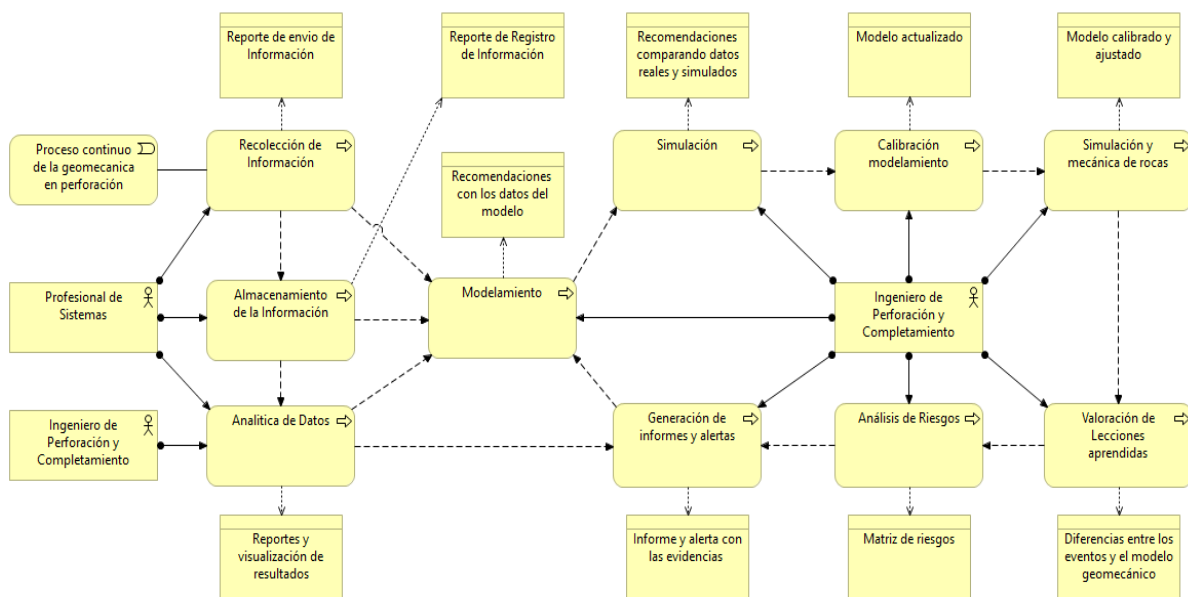 Reporte de envio de
Información
Reporte de Registro
de Información
Recomendaciones
comparando datos
reales y simulados
Modelo actualizado
Modelo calibrado y
ajustado
Proceso continuo
de la geomecanica
en perforación
Recolección de
Información
Recomendaciones
con los datos del
modelo
Simulación
Calibración
modelamiento
Simulación y
mecánica de rocas
Profesional de
Sistemas
Almacenamiento
de la Información
Modelamiento
Ingeniero de
Perforación y
Completamiento
Ingeniero de
Perforación y
Completamiento
Analitica de Datos
Generación de
informes y alertas
Análisis de Riesgos
Valoración de
Lecciones
aprendidas
Reportes y
visualización de
resultados
Informe y alerta con
las evidencias
Matriz de riesgos
Diferencias entre los
eventos y el modelo
geomecánico